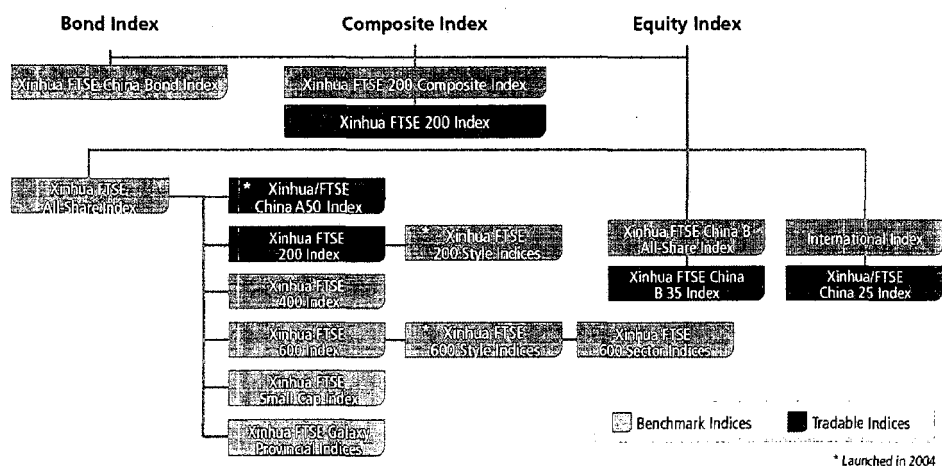 Bond Index
Composite Index
Equity Index
Xinhua FTSE China Bond Index
Xinhua FTSE 200 Composite Index
Xinhua FTSE 200 Index
Xinhua FTSE
All-Share Index
* Xinhua/FTSE
China A50 Index
Xinhua FTSE
200 Index
* Xinhua FTSE
200 Style Indices
Xinhua FTSE
400 Index
Xinhua FTSE
600 Index
* Xinhua FTSE
600 Style Indices
Xinhua FTSE
600 Sector Indices
Xinhua FTSE
Small Cap Index
Xinhua FTSE Galaxy
Provincial Indices
Xinhua FTSE China B
All-Share Index
Xinhua FTSE China
B 35 Index
International Index
Xinhua/FTSE
China 25 Index
Benchmark Indices
Tradable Indices
* Launched in 2004